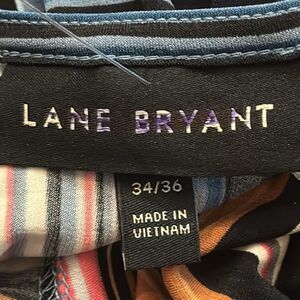 LANE BRYANT
34/36
MADE IN
VIETNAM